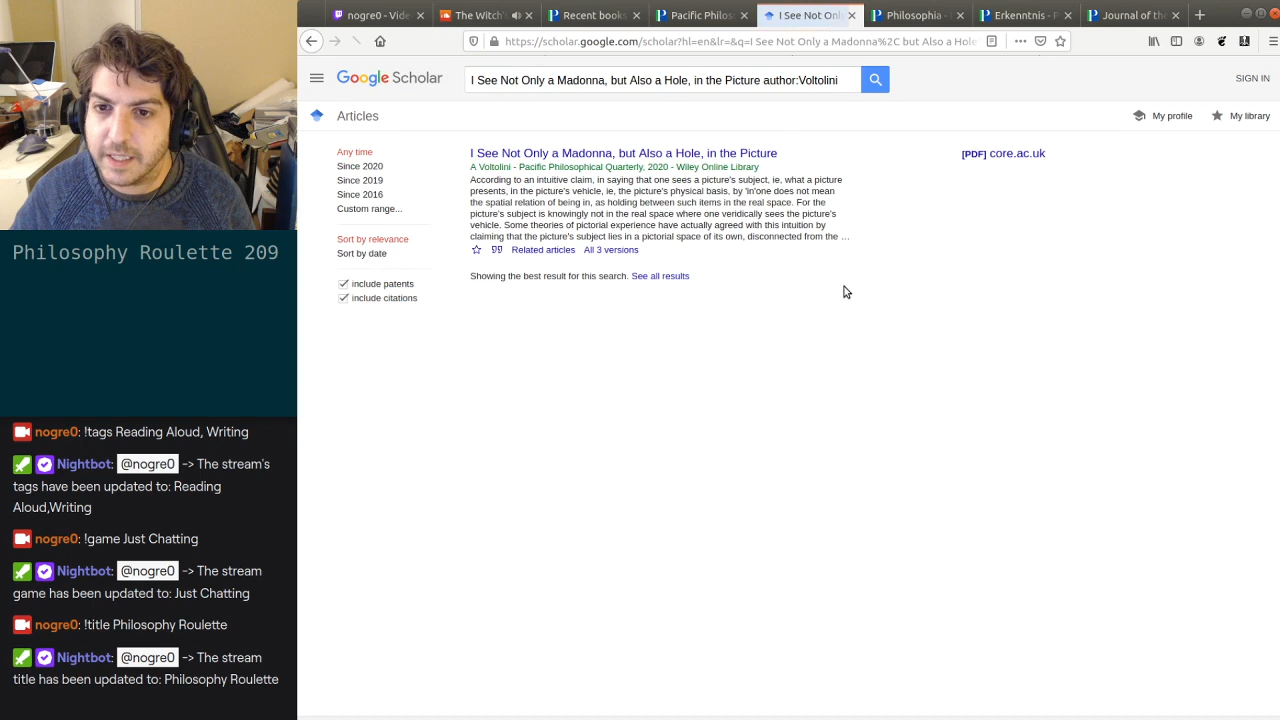 nogre0 - Vide
The Witch's
Recent books
Pacific Philos
I See Not Onl
Philosophia -
Erkenntnis - P
Journal of the
https://scholar.google.com/scholar?hl=en&lr=&q=I See Not Only a Madonna%2C but Also a Hole
Google Scholar
I See Not Only a Madonna, but Also a Hole, in the Picture author:Voltolini
SIGN IN
Articles
My profile
My library
Any time
Since 2020
Since 2019
Since 2016
Custom range...
Sort by relevance
Sort by date
include patents
include citations
I See Not Only a Madonna, but Also a Hole, in the Picture
[PDF] core.ac.uk
A Voltolini - Pacific Philosophical Quarterly, 2020 - Wiley Online Library
According to an intuitive claim, in saying that one sees a picture's subject, ie, what a picture
presents, in the picture's vehicle, ie, the picture's physical basis, by 'in'one does not mean
the spatial relation of being in, as holding between such items in the real space. For the
picture's subject is knowingly not in the real space where one veridically sees the picture's
vehicle. Some theories of pictorial experience have actually agreed with this intuition by
claiming that the picture's subject lies in a pictorial space of its own, disconnected from the …
Related articles
All 3 versions
Showing the best result for this search. See all results
Philosophy Roulette 209
nogre0: !tags Reading Aloud, Writing
Nightbot: @nogre0 -> The stream's
tags have been updated to: Reading
Aloud,Writing
nogre0: !game Just Chatting
Nightbot: @nogre0 -> The stream
game has been updated to: Just Chatting
nogre0: !title Philosophy Roulette
Nightbot: @nogre0 -> The stream
title has been updated to: Philosophy Roulette